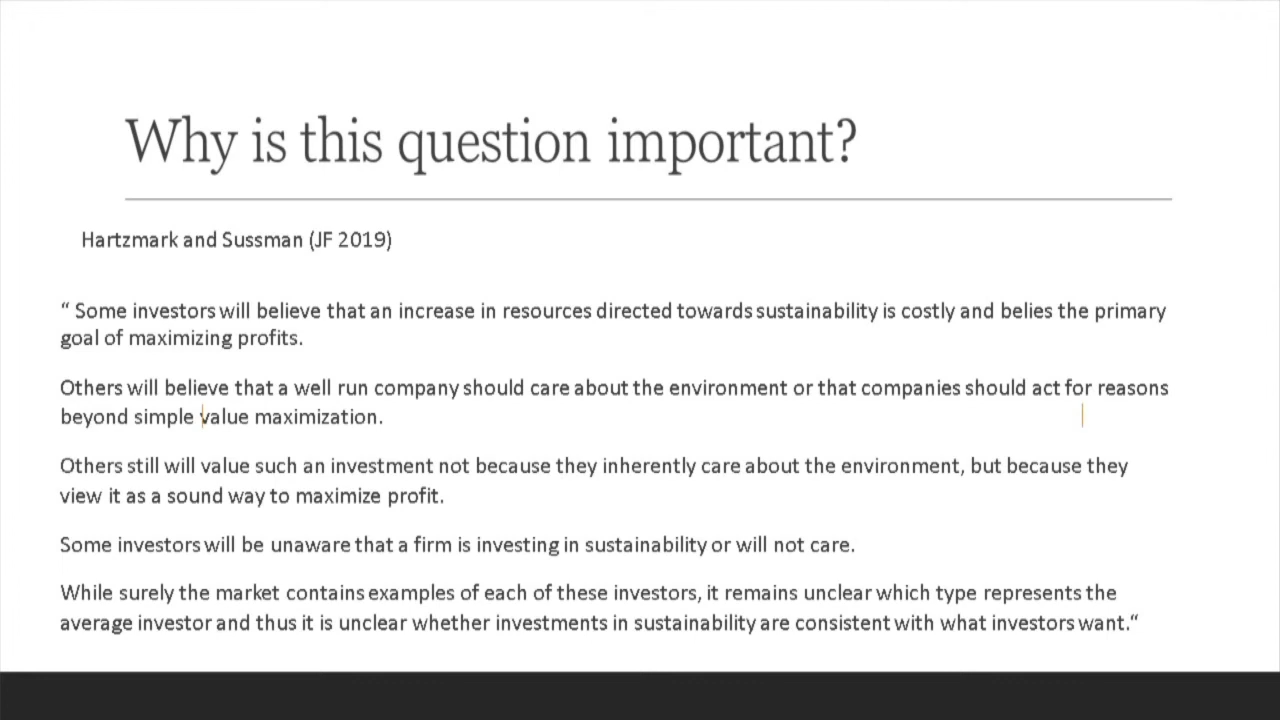 Why is this question important?
Hartzmark and Sussman (JF 2019)
“ Some investors will believe that an increase in resources directed towards sustainability is costly and belies the primary
goal of maximizing profits.
Others will believe that a well run company should care about the environment or that companies should act for reasons
beyond simple value maximization.
Others still will value such an investment not because they inherently care about the environment, but because they
view it as a sound way to maximize profit.
Some investors will be unaware that a firm is investing in sustainability or will not care.
While surely the market contains examples of each of these investors, it remains unclear which type represents the
average investor and thus it is unclear whether investments in sustainability are consistent with what investors want.“